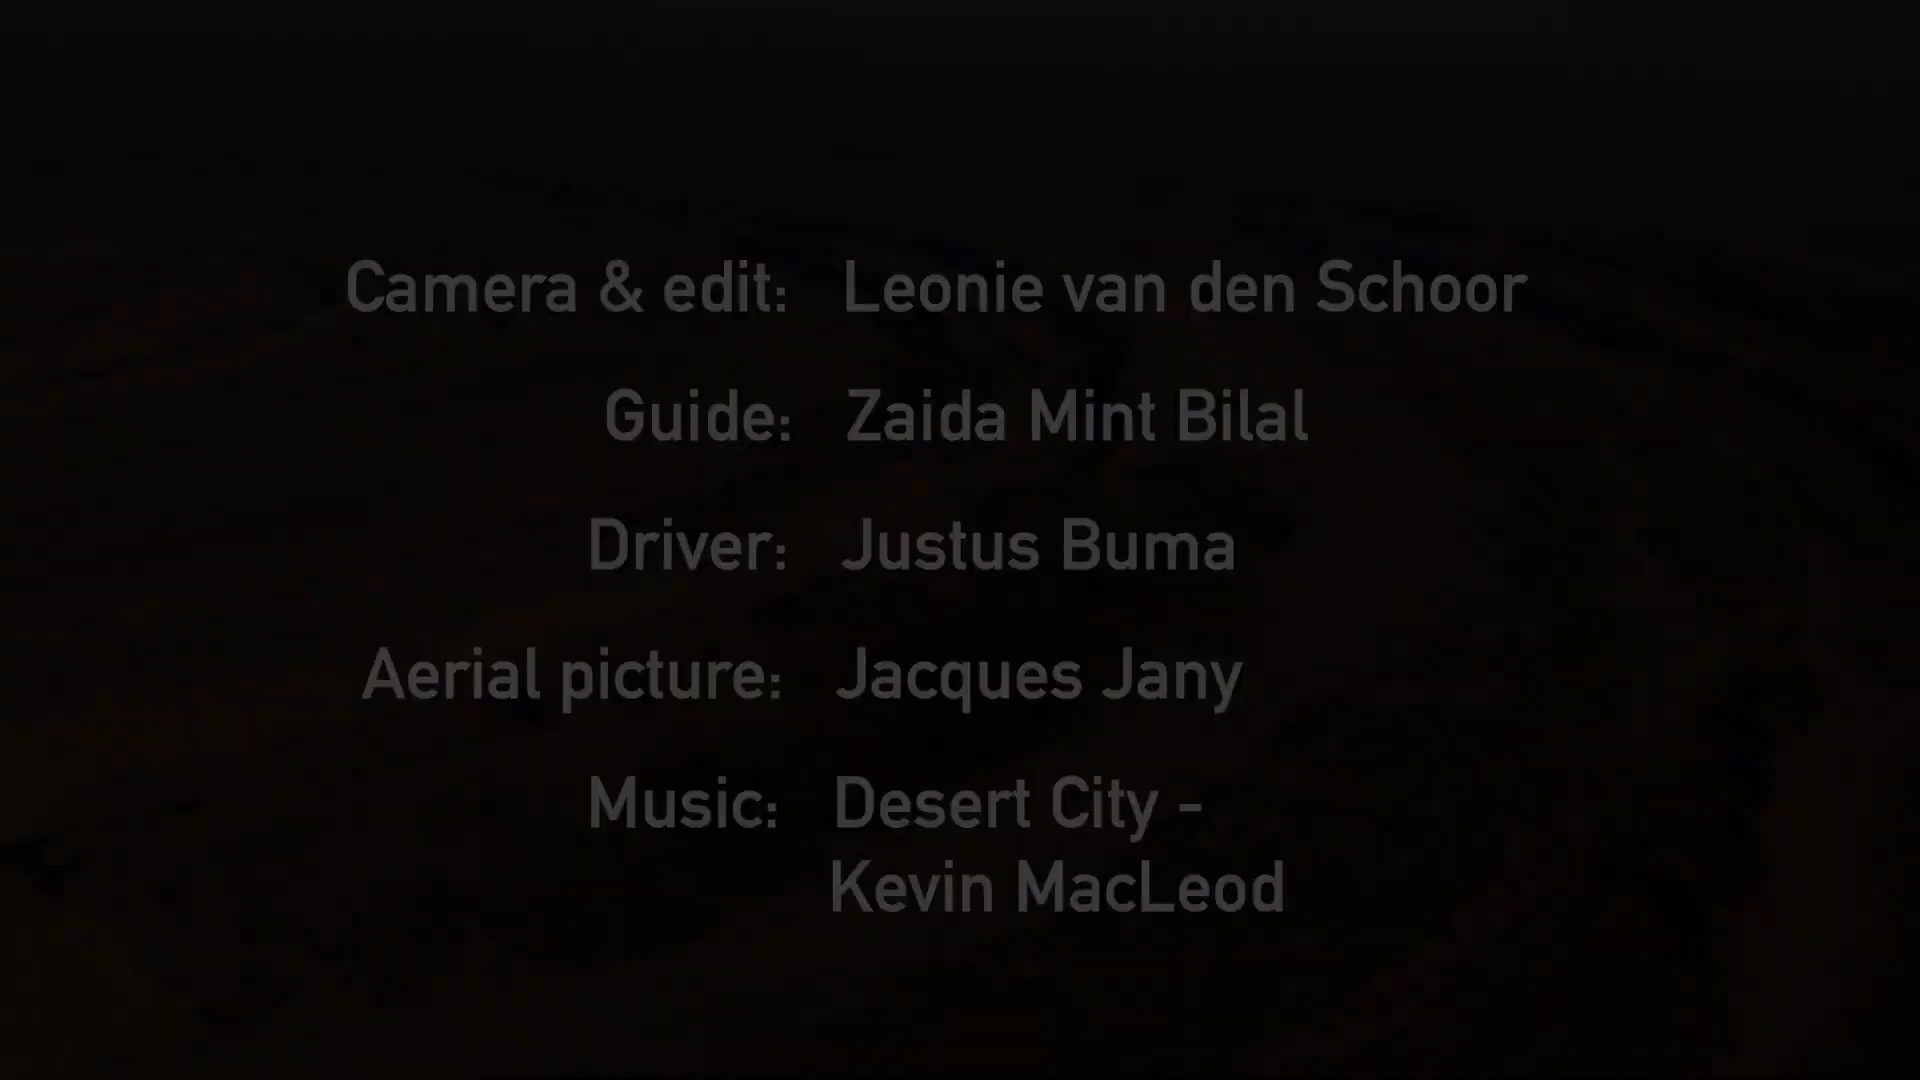 Camera & edit: Leonie van den Schoor
Guide: Zaida Mint Bilal
Driver: Justus Buma
Aerial picture: Jacques Jany
Music: Desert City -
Kevin MacLeod